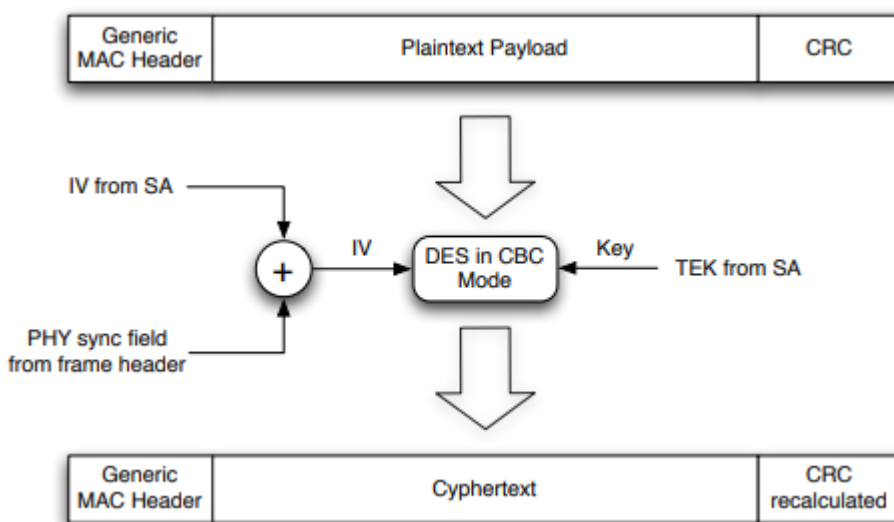 Generic
MAC Header
Plaintext Payload
CRC
IV from SA
IV
+
DES in CBC
Mode
Key
TEK from SA
PHY sync field
from frame header
Generic
MAC Header
Cyphertext
CRC
recalculated